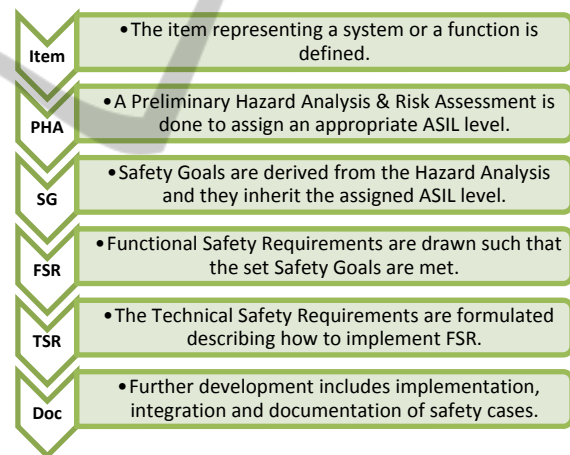 Item
•The item representing a system or a function is
defined.
PHA
•A Preliminary Hazard Analysis & Risk Assessment is
done to assign an appropriate ASIL level.
SG
•Safety Goals are derived from the Hazard Analysis
and they inherit the assigned ASIL level.
FSR
•Functional Safety Requirements are drawn such that
the set Safety Goals are met.
TSR
•The Technical Safety Requirements are formulated
describing how to implement FSR.
Doc
•Further development includes implementation,
integration and documentation of safety cases.